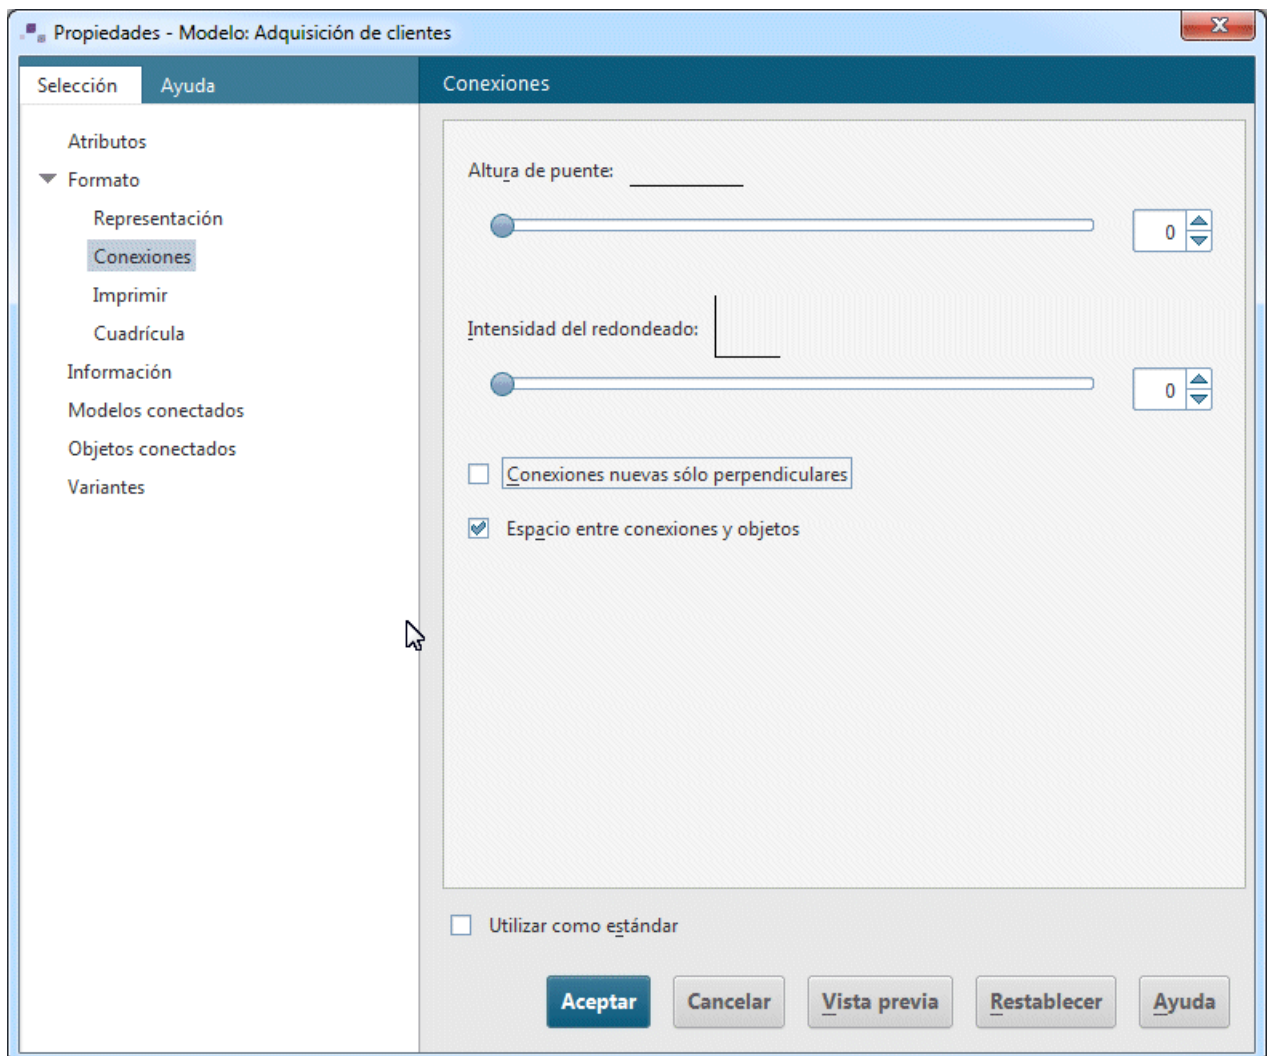 Propiedades - Modelo: Adquisición de clientes
Selección
Ayuda
Conexiones
Atributos
Formato
Representación
Conexiones
Imprimir
Cuadrícula
Información
Modelos conectados
Objetos conectados
Variantes
Altura de puente:
0
Intensidad del redondeado:
0
Conexiones nuevas sólo perpendiculares
Espacio entre conexiones y objetos
Utilizar como estándar
Aceptar
Cancelar
Vista previa
Restablecer
Ayuda